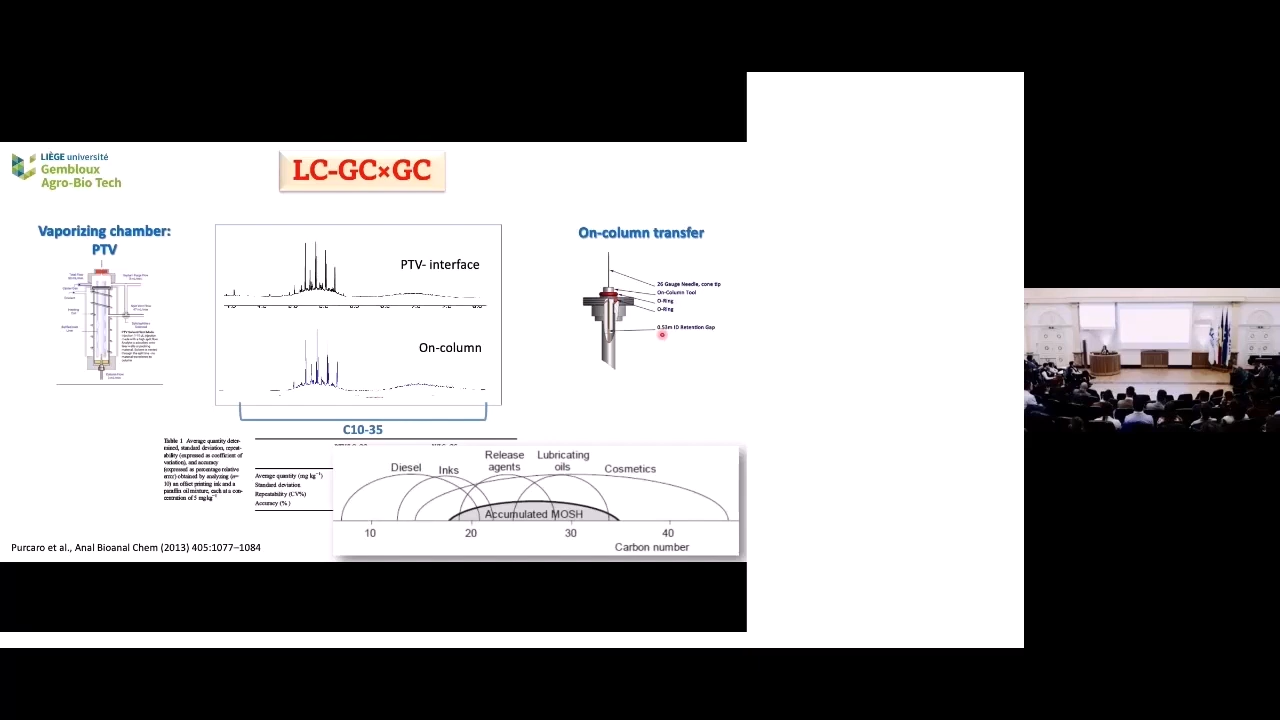 LIÈGE université
Gembloux
Agro-Bio Tech
LC-GC×GC
Vaporizing chamber:
PTV
PTV- interface
On-column
C10-35
On-column transfer
26 Gauge Needle, cone tip
On-Column Tool
O-Ring
O-Ring
0.53m ID Retention Gap
Table 1 Average quantity deter-
mined, standard deviation, repeat-
ability (expressed as coefficient of
variation), and accuracy
(expressed as percentage relative
error) obtained by analyzing (n=
10) an offset printing ink and a
paraffin oil mixture, each at a con-
centration of 5 mg kg⁻¹
Average quantity (mg kg⁻¹)
Standard deviation
Repeatability (CV%)
Accuracy (%)
Diesel
Inks
Release
agents
Lubricating
oils
Cosmetics
Accumulated MOSH
10
20
30
40
Carbon number
Purcaro et al., Anal Bioanal Chem (2013) 405:1077–1084